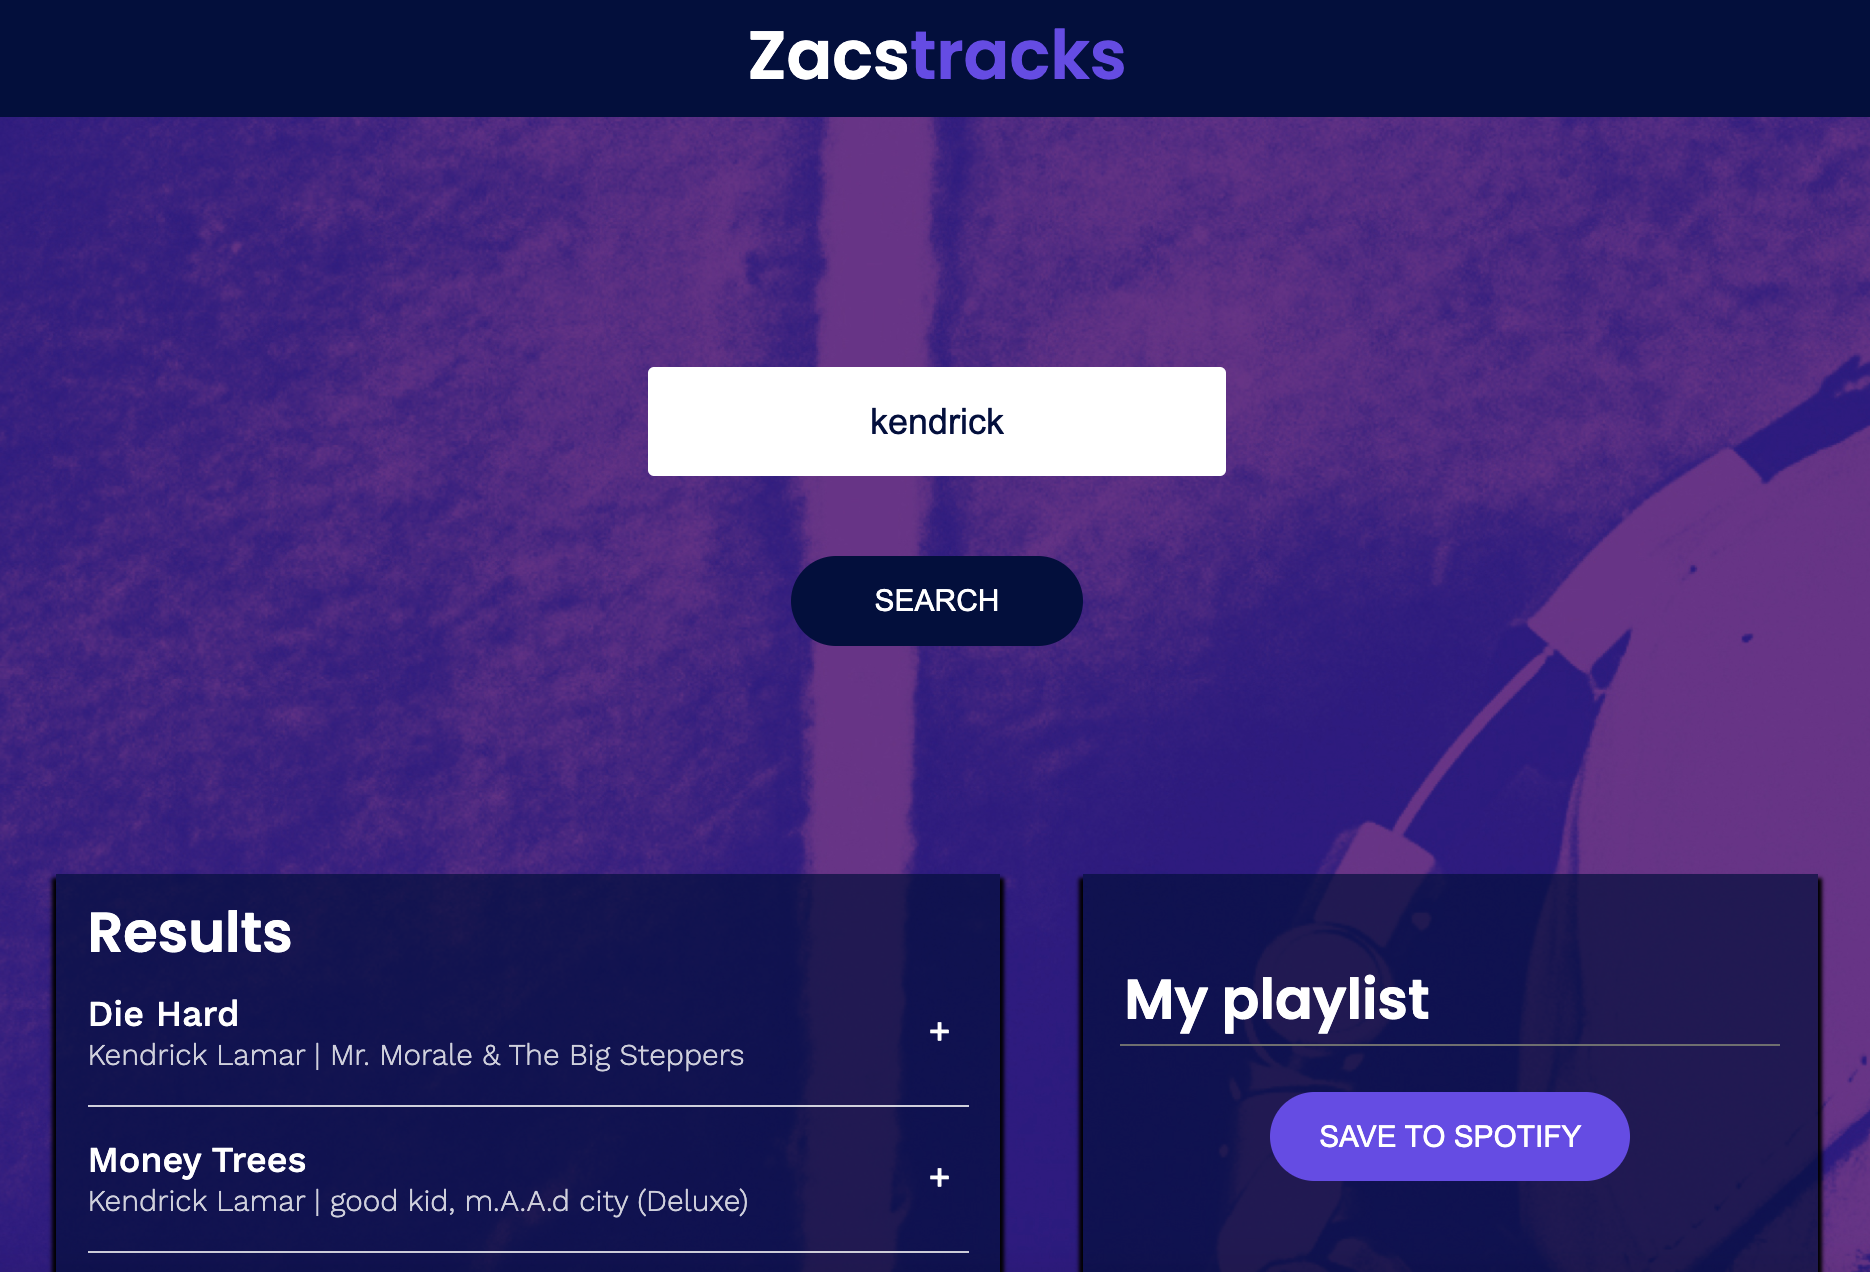 Zacstracks
kendrick
SEARCH
Results
Die Hard
Kendrick Lamar | Mr. Morale & The Big Steppers
+
Money Trees
Kendrick Lamar | good kid, m.A.A.d city (Deluxe)
+
My playlist
SAVE TO SPOTIFY